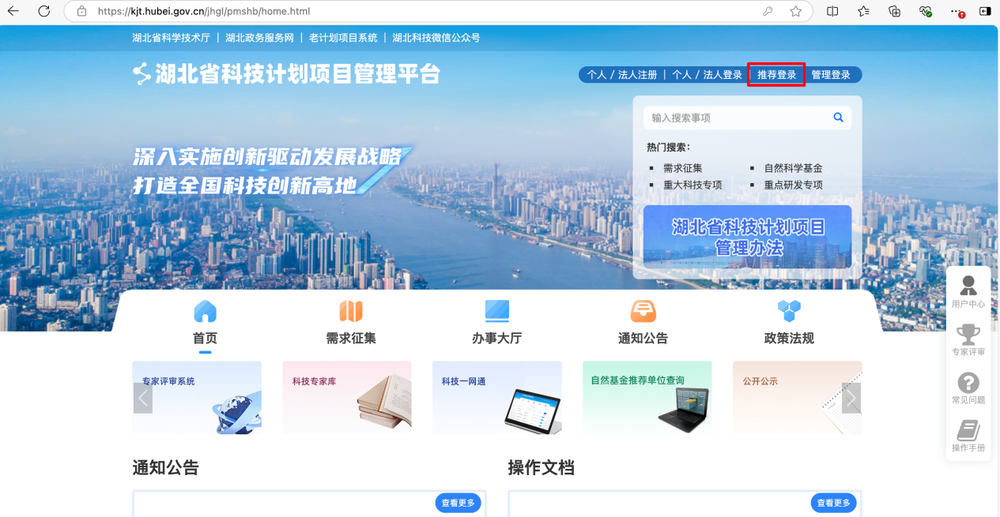 https://kjt.hubei.gov.cn/jhgl/pmshb/home.html
湖北省科学技术厅 | 湖北政务服务网 | 老计划项目系统 | 湖北科技微信公众号
湖北省科技计划项目管理平台
个人 / 法人注册 | 个人 / 法人登录 | 推荐登录 | 管理登录
深入实施创新驱动发展战略
打造全国科技创新高地
输入搜索事项
热门搜索:
需求征集 自然科学基金
重大科技专项 重点研发专项
湖北省科技计划项目
管理办法
用户中心
专家评审
常见问题
操作手册
首页 需求征集 办事大厅 通知公告 政策法规
专家评审系统 科技专家库 科技一网通 自然基金推荐单位查询 公开公示
通知公告 操作文档
查看更多 查看更多